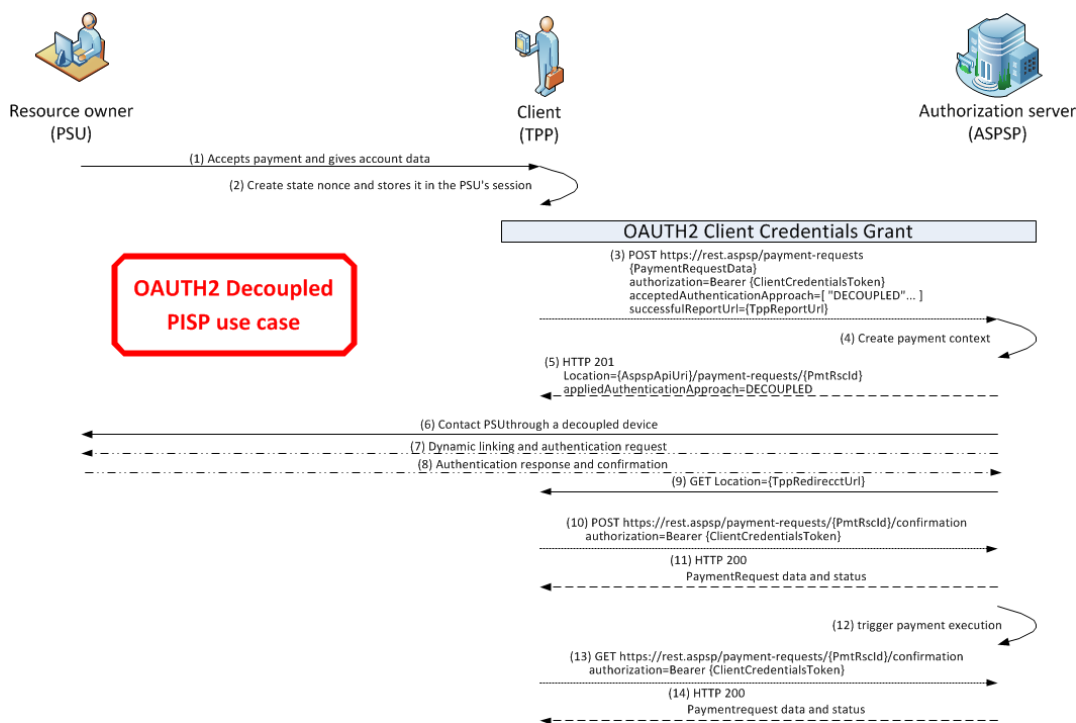 Resource owner
(PSU)
Client
(TPP)
Authorization server
(ASPSP)
(1) Accepts payment and gives account data
(2) Create state nonce and stores it in the PSU's session
OAUTH2 Client Credentials Grant
OAUTH2 Decoupled
PISP use case
(3) POST https://rest.aspsp/payment-requests
{PaymentRequestData}
authorization=Bearer {ClientCredentialsToken}
acceptedAuthenticationApproach=[ "DECOUPLED"... ]
successfulReportUrl={TppReportUrl}
(4) Create payment context
(5) HTTP 201
Location={AspspApiUri}/payment-requests/{PmtRscId}
appliedAuthenticationApproach=DECOUPLED
(6) Contact PSUthrough a decoupled device
(7) Dynamic linking and authentication request
(8) Authentication response and confirmation
(9) GET Location={TppRedirecctUrl}
(10) POST https://rest.aspsp/payment-requests/{PmtRscId}/confirmation
authorization=Bearer {ClientCredentialsToken}
(11) HTTP 200
PaymentRequest data and status
(12) trigger payment execution
(13) GET https://rest.aspsp/payment-requests/{PmtRscId}/confirmation
authorization=Bearer {ClientCredentialsToken}
(14) HTTP 200
Paymentrequest data and status